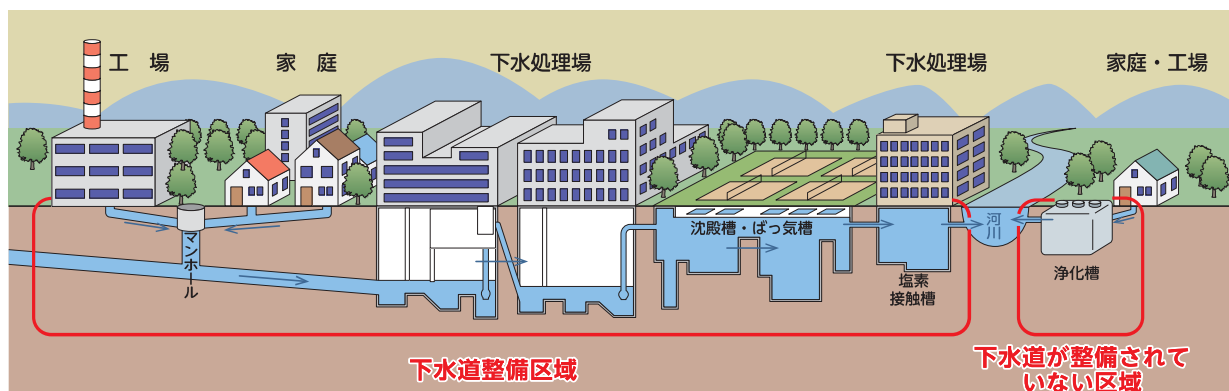 工 場
家 庭
下水処理場
下水処理場
家庭・工場
マンホール
沈殿槽・ばっ気槽
河川
塩素
接触槽
浄化槽
下水道整備区域
下水道が整備されて
いない区域